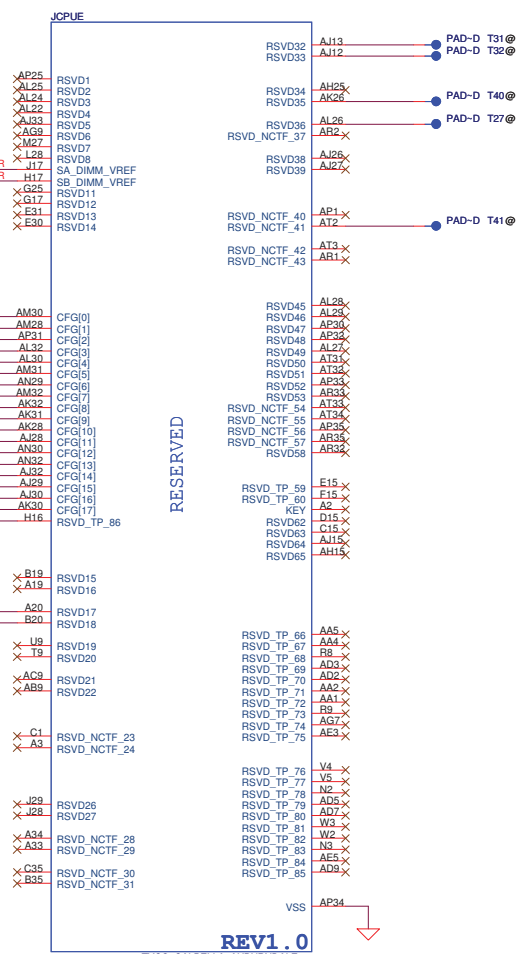 JCPUE
AP25 RSVD1
AL25 RSVD2
AL24 RSVD3
AL22 RSVD4
AJ33 RSVD5
AG9 RSVD6
M27 RSVD7
L28 RSVD8
J17 SA_DIMM_VREF
H17 SB_DIMM_VREF
G25 RSVD11
G17 RSVD12
E31 RSVD13
E30 RSVD14
AM30 CFG[0]
AM28 CFG[1]
AP31 CFG[2]
AL32 CFG[3]
AL30 CFG[4]
AM31 CFG[5]
AN29 CFG[6]
AM32 CFG[7]
AK32 CFG[8]
AK31 CFG[9]
AK28 CFG[10]
AJ28 CFG[11]
AN30 CFG[12]
AN32 CFG[13]
AJ32 CFG[14]
AJ29 CFG[15]
AJ30 CFG[16]
AK30 CFG[17]
H16 RSVD_TP_86
B19 RSVD15
A19 RSVD16
A20 RSVD17
B20 RSVD18
U9 RSVD19
T9 RSVD20
AC9 RSVD21
AB9 RSVD22
C1 RSVD_NCTF_23
A3 RSVD_NCTF_24
J29 RSVD26
J28 RSVD27
A34 RSVD_NCTF_28
A33 RSVD_NCTF_29
C35 RSVD_NCTF_30
B35 RSVD_NCTF_31
RESERVED
RSVD32 AJ13 PAD~D T31@
RSVD33 AJ12 PAD~D T32@
RSVD34 AH25
RSVD35 AK26 PAD~D T40@
RSVD36 AL26 PAD~D T27@
RSVD_NCTF_37 AR2
RSVD38 AJ26
RSVD39 AJ27
RSVD_NCTF_40 AP1
RSVD_NCTF_41 AT2 PAD~D T41@
RSVD_NCTF_42 AT3
RSVD_NCTF_43 AR1
RSVD45 AL28
RSVD46 AL29
RSVD47 AP30
RSVD48 AP32
RSVD49 AL27
RSVD50 AT31
RSVD51 AT32
RSVD52 AP33
RSVD53 AR33
RSVD_NCTF_54 AT33
RSVD_NCTF_55 AT34
RSVD_NCTF_56 AP35
RSVD_NCTF_57 AR35
RSVD58 AR32
RSVD_TP_59 E15
RSVD_TP_60 F15
KEY A2
RSVD62 D15
RSVD63 C15
RSVD64 AJ15
RSVD65 AH15
RSVD_TP_66 AA5
RSVD_TP_67 AA4
RSVD_TP_68 R8
RSVD_TP_69 AD3
RSVD_TP_70 AD2
RSVD_TP_71 AA2
RSVD_TP_72 AA1
RSVD_TP_73 R9
RSVD_TP_74 AG7
RSVD_TP_75 AE3
RSVD_TP_76 V4
RSVD_TP_77 V5
RSVD_TP_78 N2
RSVD_TP_79 AD5
RSVD_TP_80 AD7
RSVD_TP_81 W3
RSVD_TP_82 W2
RSVD_TP_83 N3
RSVD_TP_84 AE5
RSVD_TP_85 AD9
VSS AP34
REV1.0